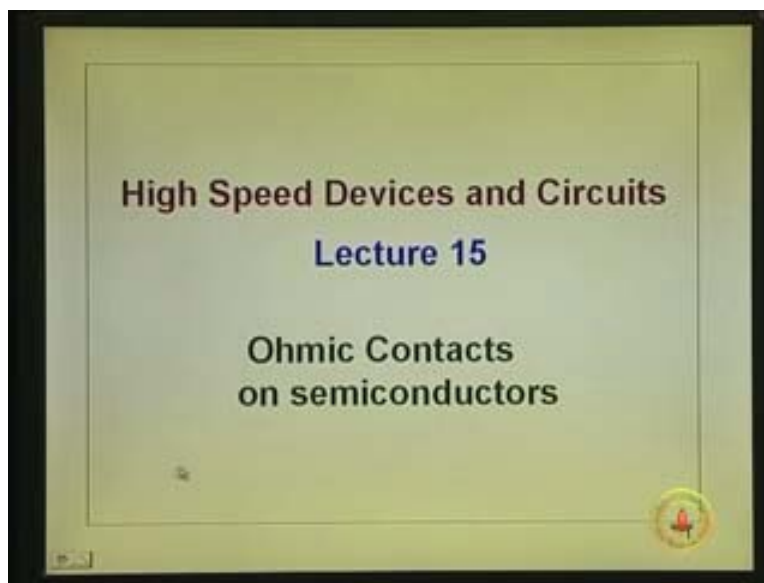 High Speed Devices and Circuits
Lecture 15
Ohmic Contacts
on semiconductors